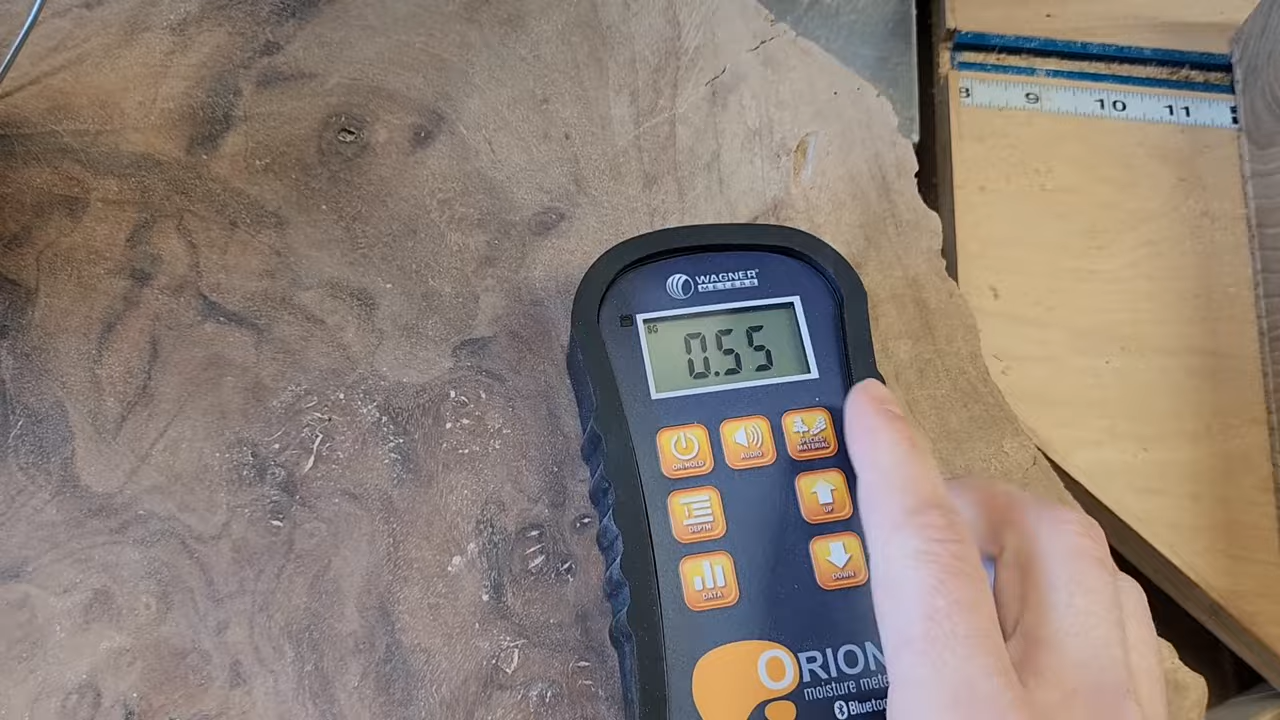 8 9 10 11
WAGNER®
METERS
SG
0.55
ON/HOLD
AUDIO
SPECIES/
MATERIAL
DEPTH
UP
DATA
DOWN
ORION
moisture mete
Bluetoo